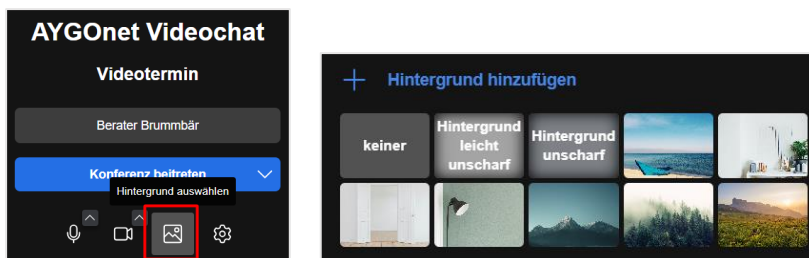 AYGOnet Videochat
Videotermin
Berater Brummbär
Konferenz beitreten
Hintergrund auswählen
Hintergrund hinzufügen
keiner
Hintergrund
leicht
unscharf
Hintergrund
unscharf